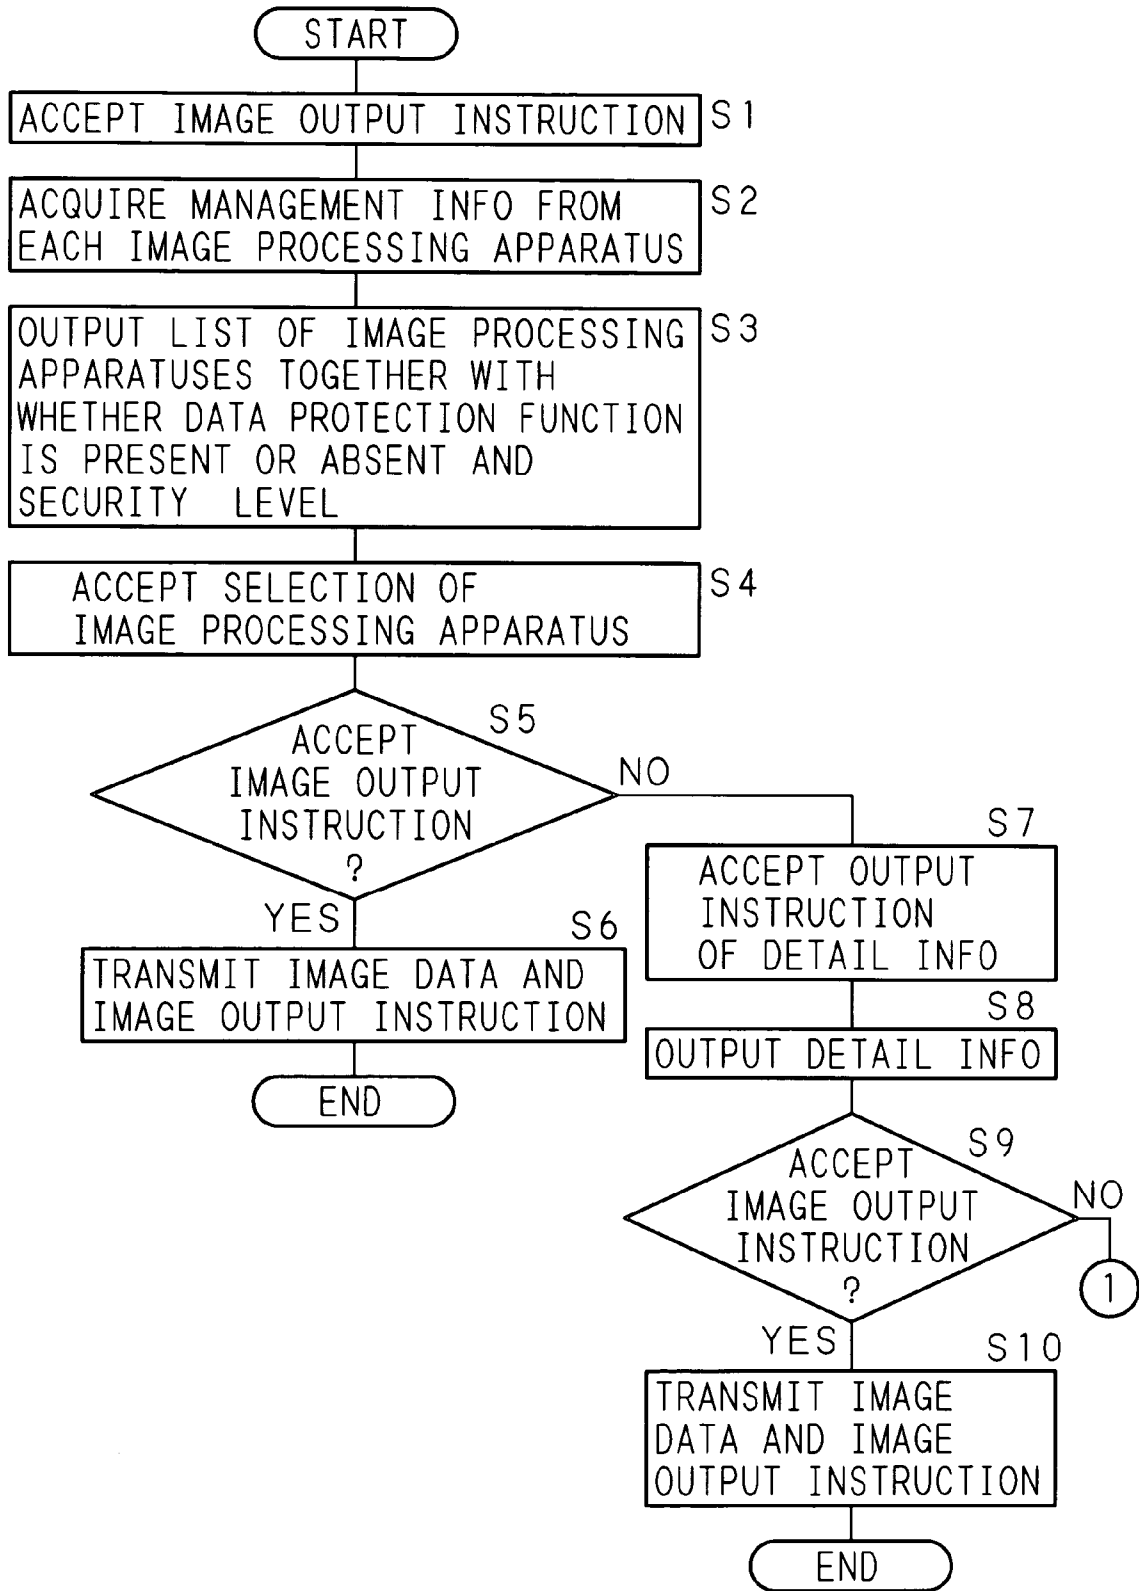 START
ACCEPT IMAGE OUTPUT INSTRUCTION
S1
ACQUIRE MANAGEMENT INFO FROM
EACH IMAGE PROCESSING APPARATUS
S2
OUTPUT LIST OF IMAGE PROCESSING
APPARATUSES TOGETHER WITH
WHETHER DATA PROTECTION FUNCTION
IS PRESENT OR ABSENT AND
SECURITY LEVEL
S3
ACCEPT SELECTION OF
IMAGE PROCESSING APPARATUS
S4
S5
ACCEPT
IMAGE OUTPUT
INSTRUCTION
?
NO
YES
S6
TRANSMIT IMAGE DATA AND
IMAGE OUTPUT INSTRUCTION
END
S7
ACCEPT OUTPUT
INSTRUCTION
OF DETAIL INFO
S8
OUTPUT DETAIL INFO
S9
ACCEPT
IMAGE OUTPUT
INSTRUCTION
?
NO
1
YES
S10
TRANSMIT IMAGE
DATA AND IMAGE
OUTPUT INSTRUCTION
END